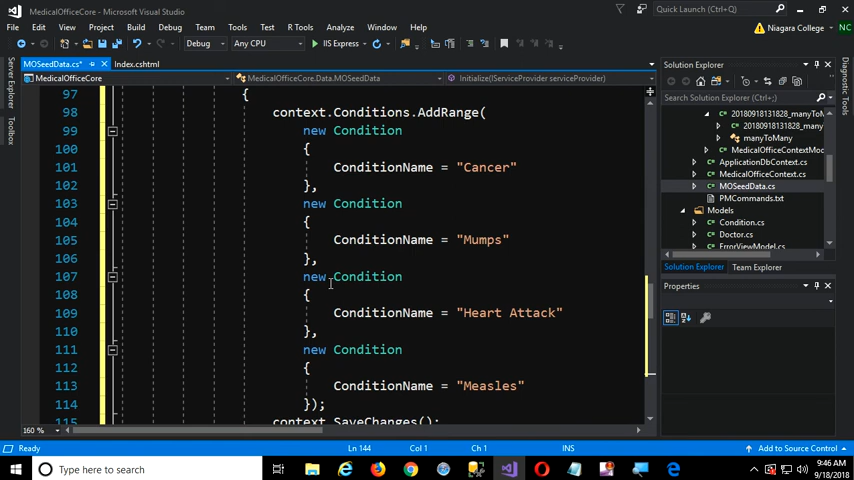 MedicalOfficeCore - Microsoft Visual Studio
Quick Launch (Ctrl+Q)
File Edit View Project Build Debug Team Tools Test R Tools Analyze Window Help
Niagara College NC
Debug Any CPU IIS Express
MOSeedData.cs* Index.cshtml
MedicalOfficeCore MedicalOfficeCore.Data.MOSeedData Initialize(IServiceProvider serviceProvider)
Server Explorer
Toolbox
97 {
98 context.Conditions.AddRange(
99 new Condition
100 {
101 ConditionName = "Cancer"
102 },
103 new Condition
104 {
105 ConditionName = "Mumps"
106 },
107 new Condition
108 {
109 ConditionName = "Heart Attack"
110 },
111 new Condition
112 {
113 ConditionName = "Measles"
114 });
115 context.SaveChanges();
160 %
Solution Explorer
Search Solution Explorer (Ctrl+;)
20180918131828_manyToM
20180918131828_many
manyToMany
MedicalOfficeContextMod
ApplicationDbContext.cs
MedicalOfficeContext.cs
MOSeedData.cs
PMCommands.txt
Models
Condition.cs
Doctor.cs
ErrorViewModel.cs
Solution Explorer Team Explorer
Properties
Ready Ln 144 Col 1 Ch 1 INS Add to Source Control
Type here to search
9:46 AM
9/18/2018